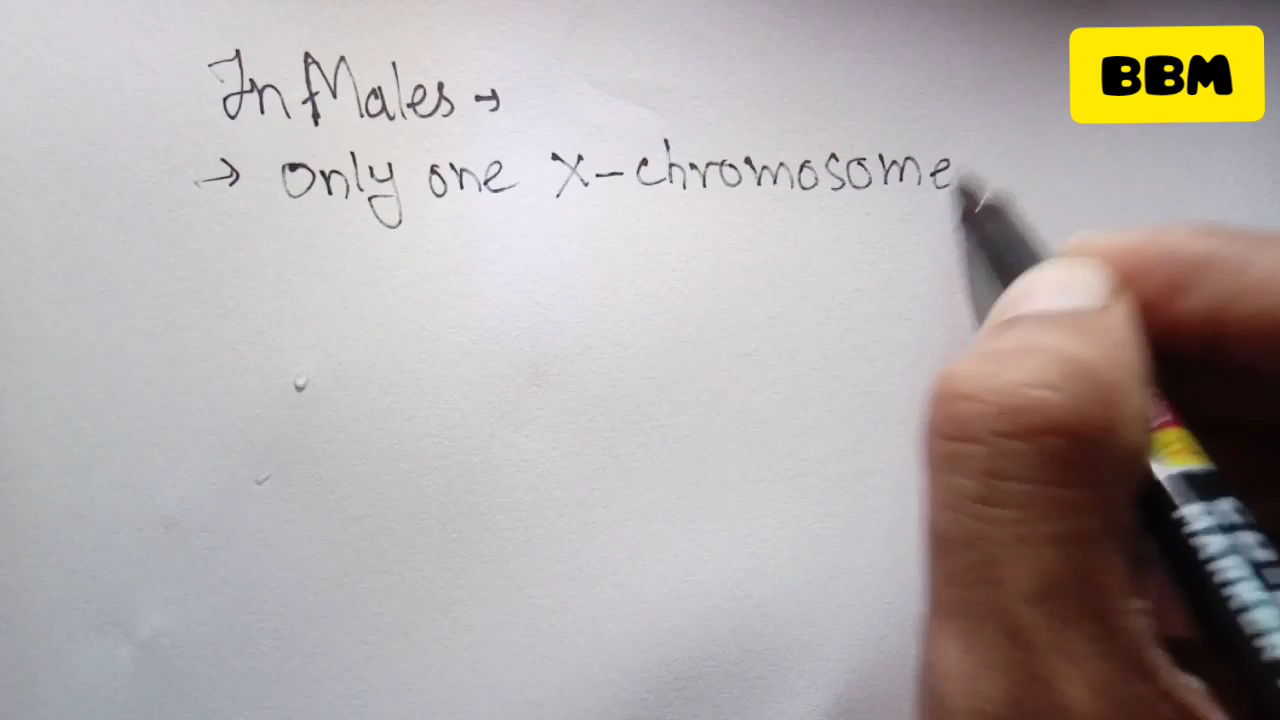 In Males →
→ Only one X-chromosome
BBM